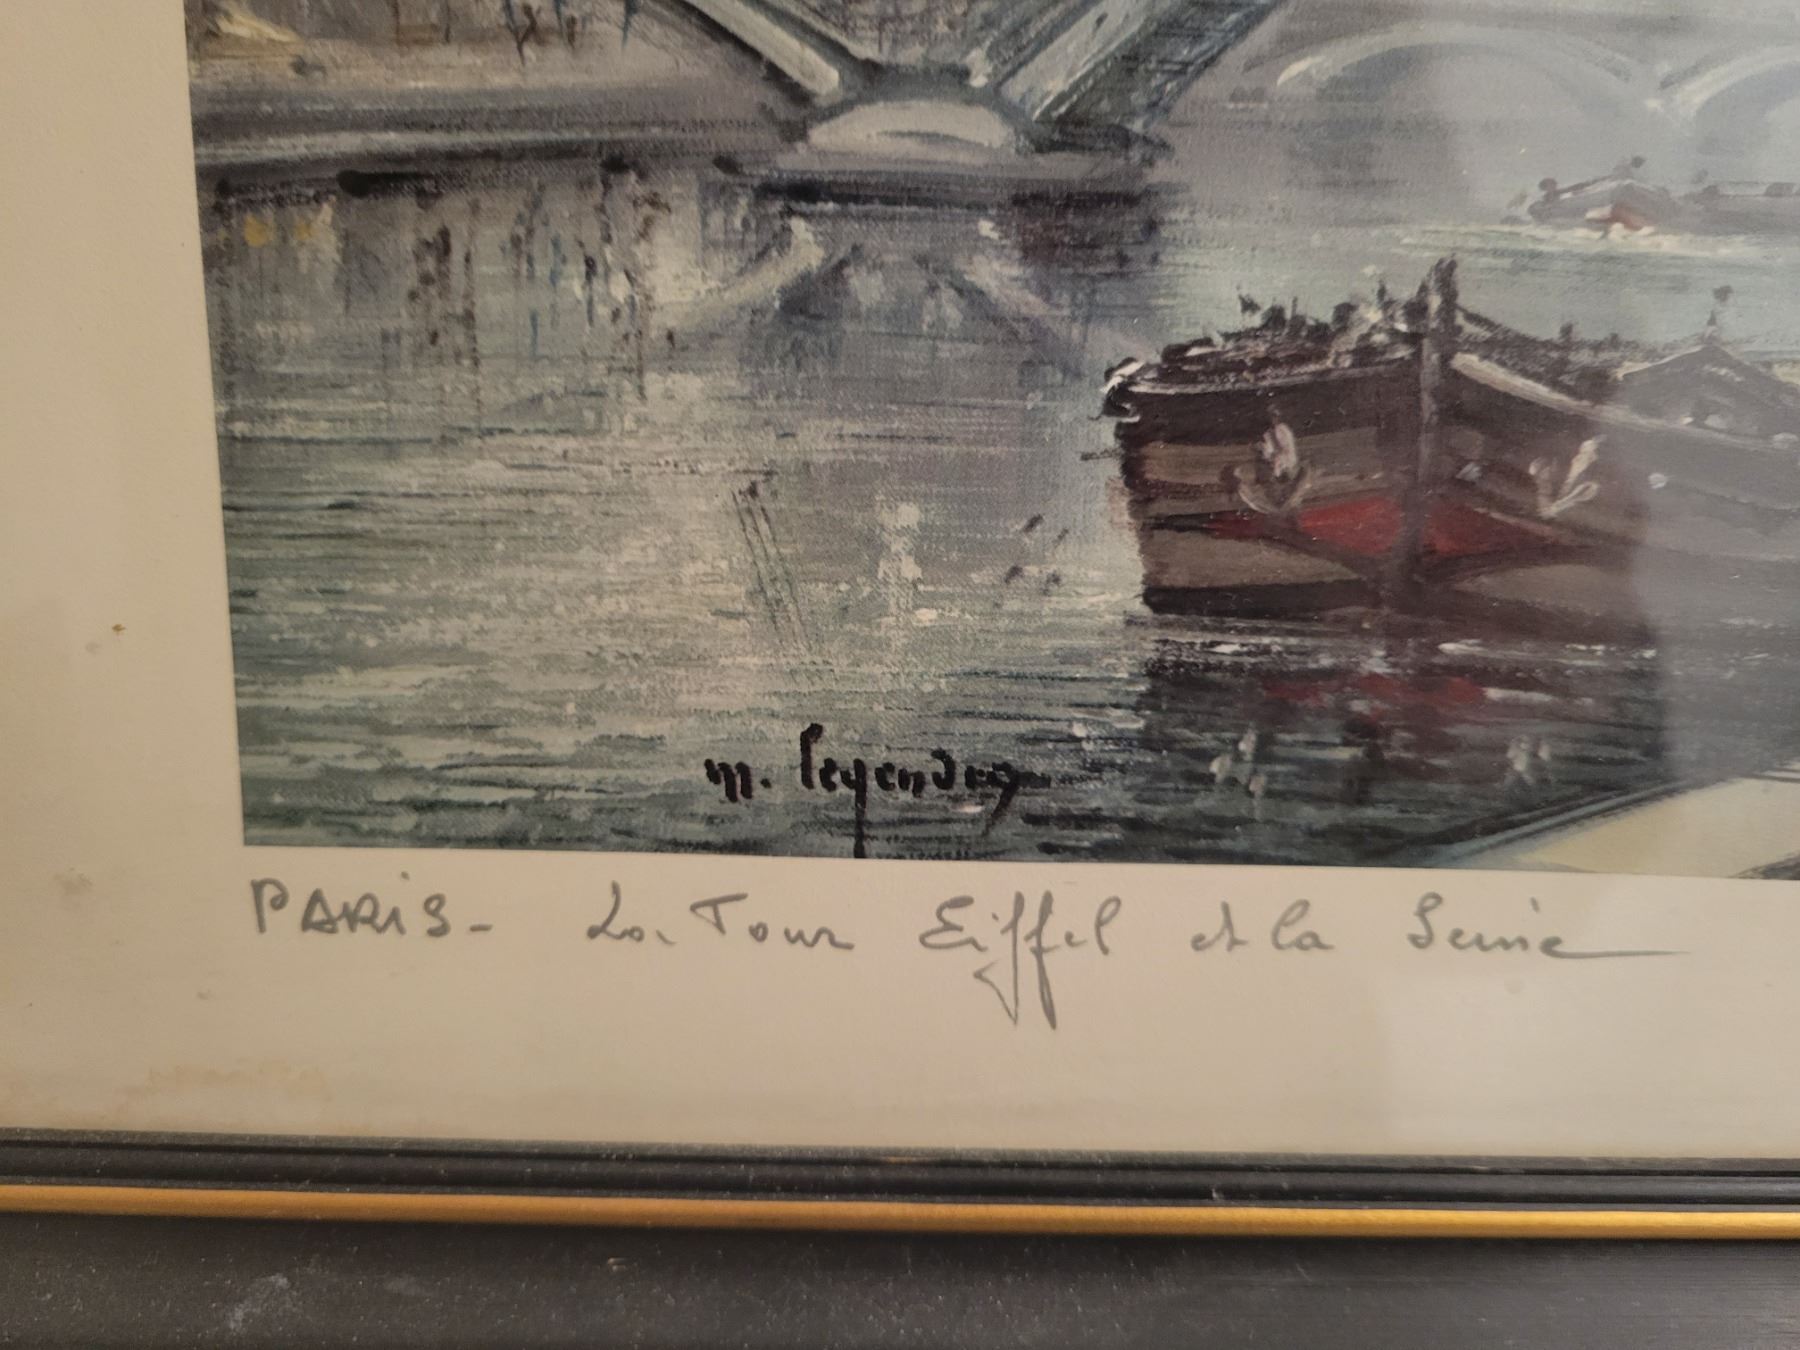 m. Legendre
PARIS - La Tour Eiffel et la Seine